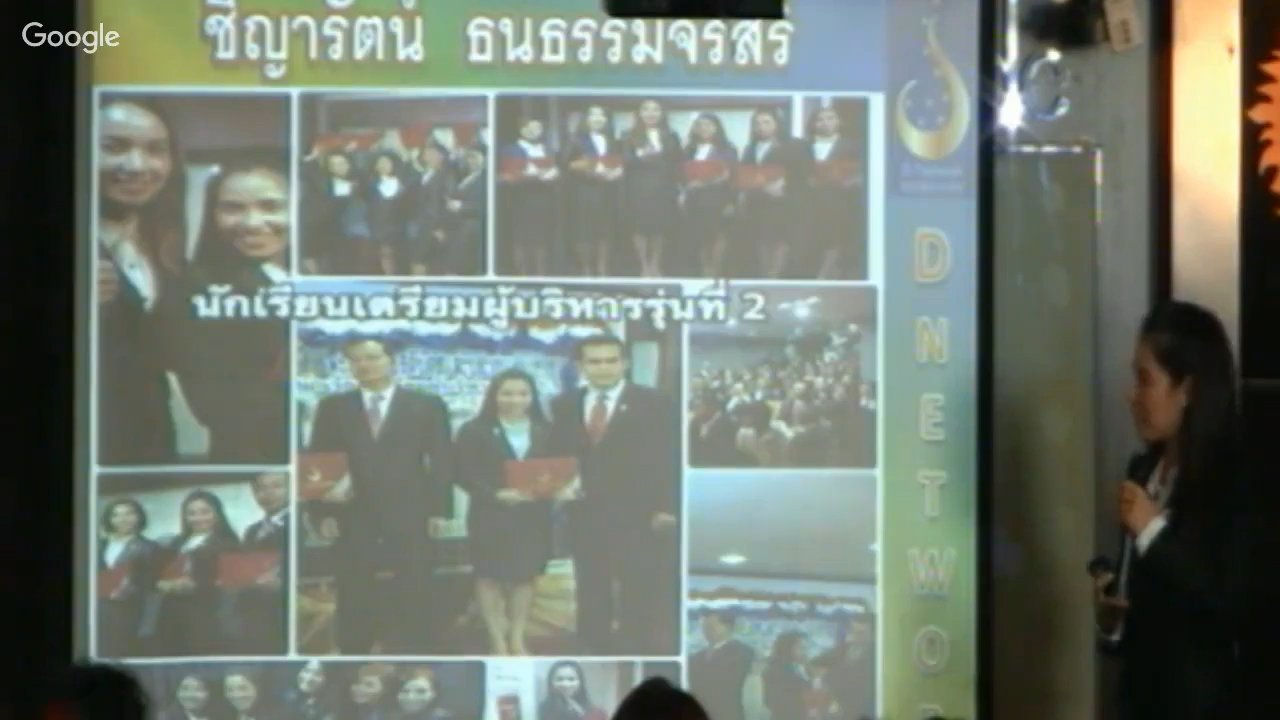 Google
ชิญารัตน์ ธนธรรมจรัสร์
นักเรียนเตรียมผู้บริหารรุ่นที่ 2
D NETWO